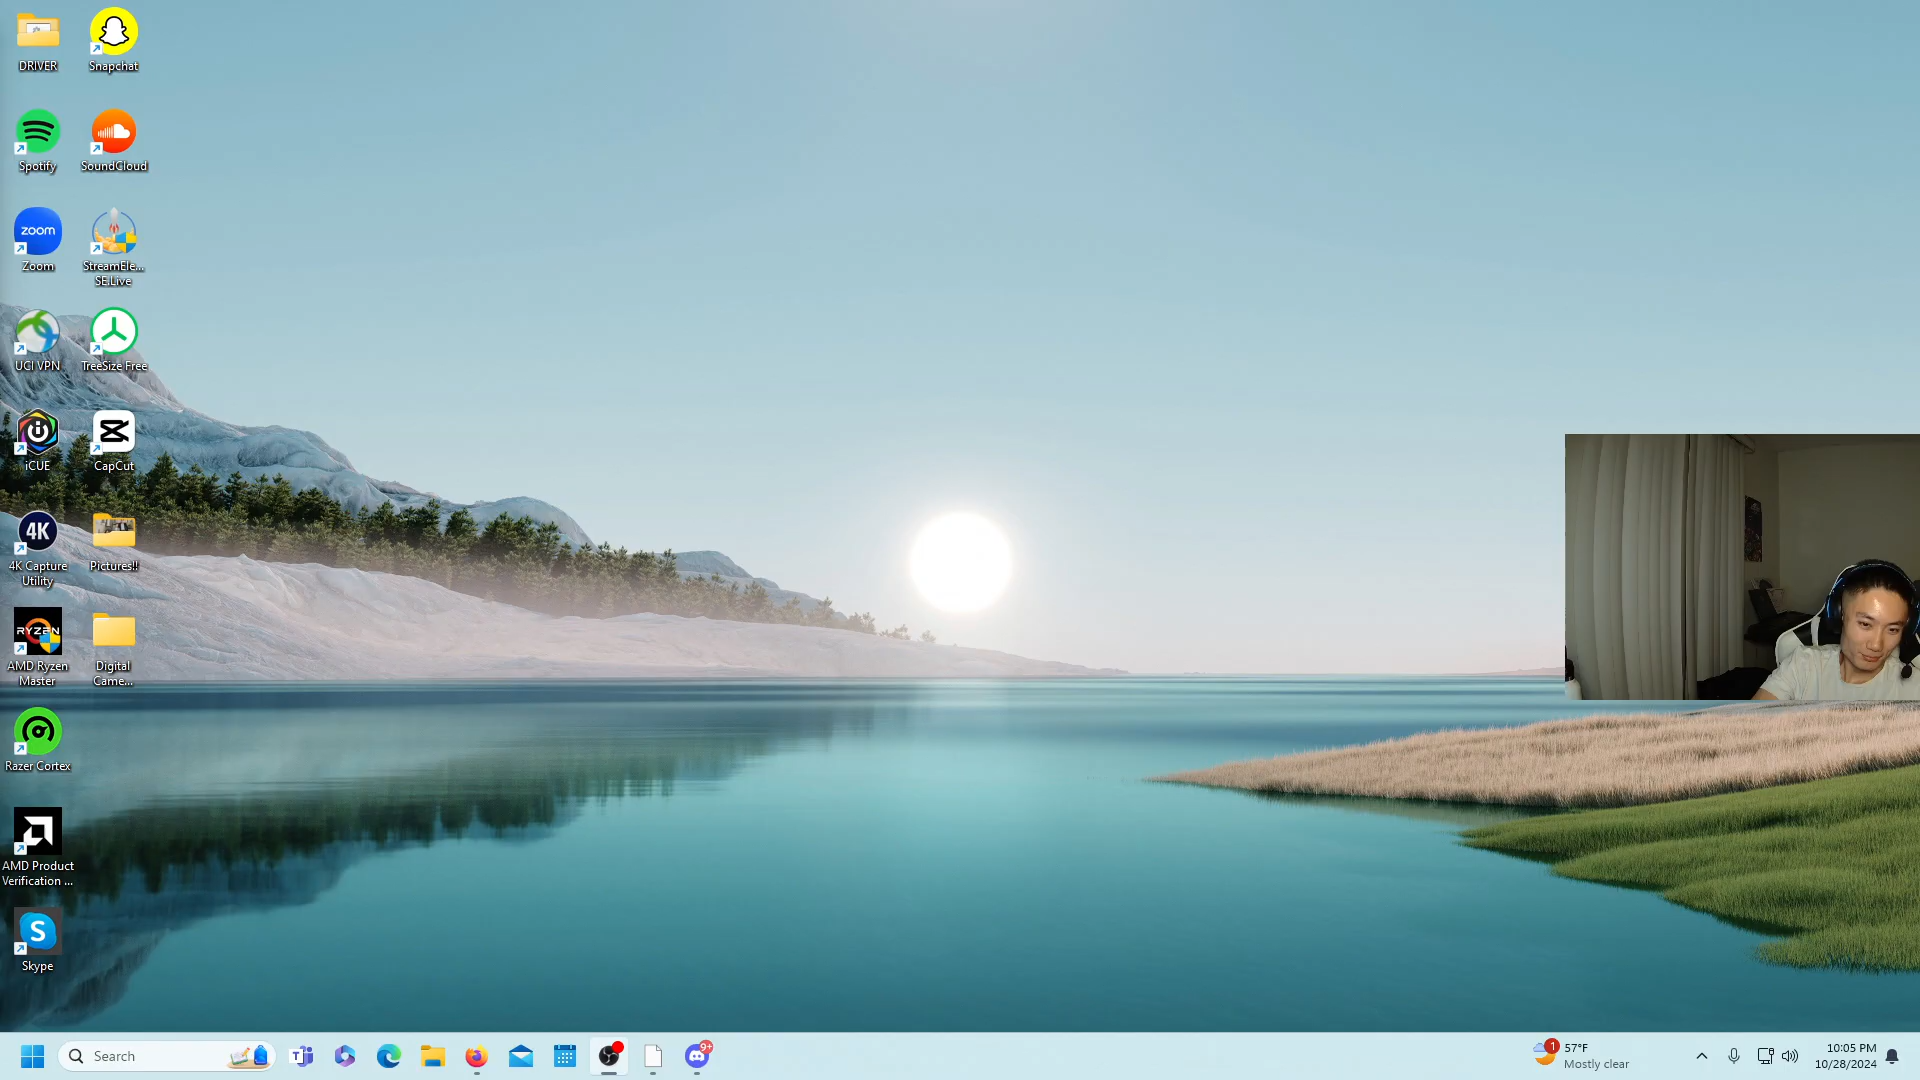 DRIVER
Snapchat
Spotify
SoundCloud
zoom
Zoom
StreamEle...
SE.Live
UCI VPN
TreeSize Free
iCUE
CapCut
4K
4K Capture
Utility
Pictures!!
RYZEN
AMD Ryzen
Master
Digital
Came...
Razer Cortex
AMD Product
Verification ...
S
Skype
Search
T
9+
1
57°F
Mostly clear
10:05 PM
10/28/2024